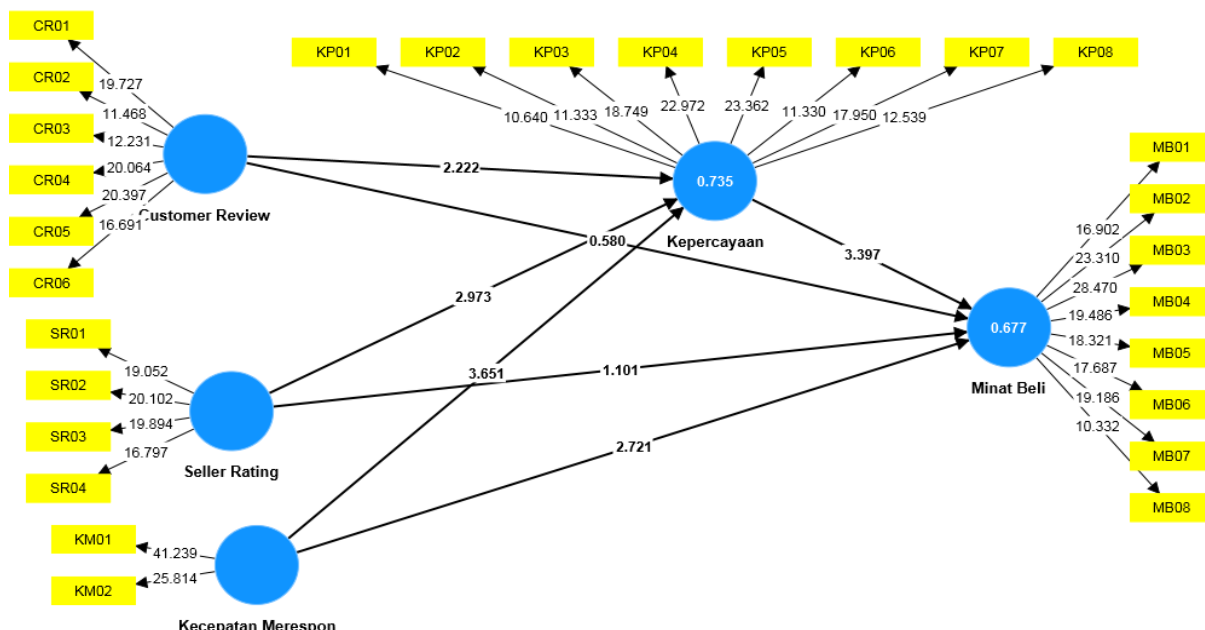 CR01
CR02
CR03
CR04
CR05
CR06
19.727
11.468
12.231
20.064
20.397
16.691
Customer Review
KP01
KP02
KP03
KP04
KP05
KP06
KP07
KP08
10.640
11.333
18.749
22.972
23.362
11.330
17.950
12.539
0.735
Kepercayaan
2.222
0.580
2.973
3.651
3.397
1.101
2.721
SR01
SR02
SR03
SR04
19.052
20.102
19.894
16.797
Seller Rating
KM01
KM02
41.239
25.814
Kecepatan Merespon
0.677
Minat Beli
MB01
MB02
MB03
MB04
MB05
MB06
MB07
MB08
16.902
23.310
28.470
19.486
18.321
17.687
19.186
10.332